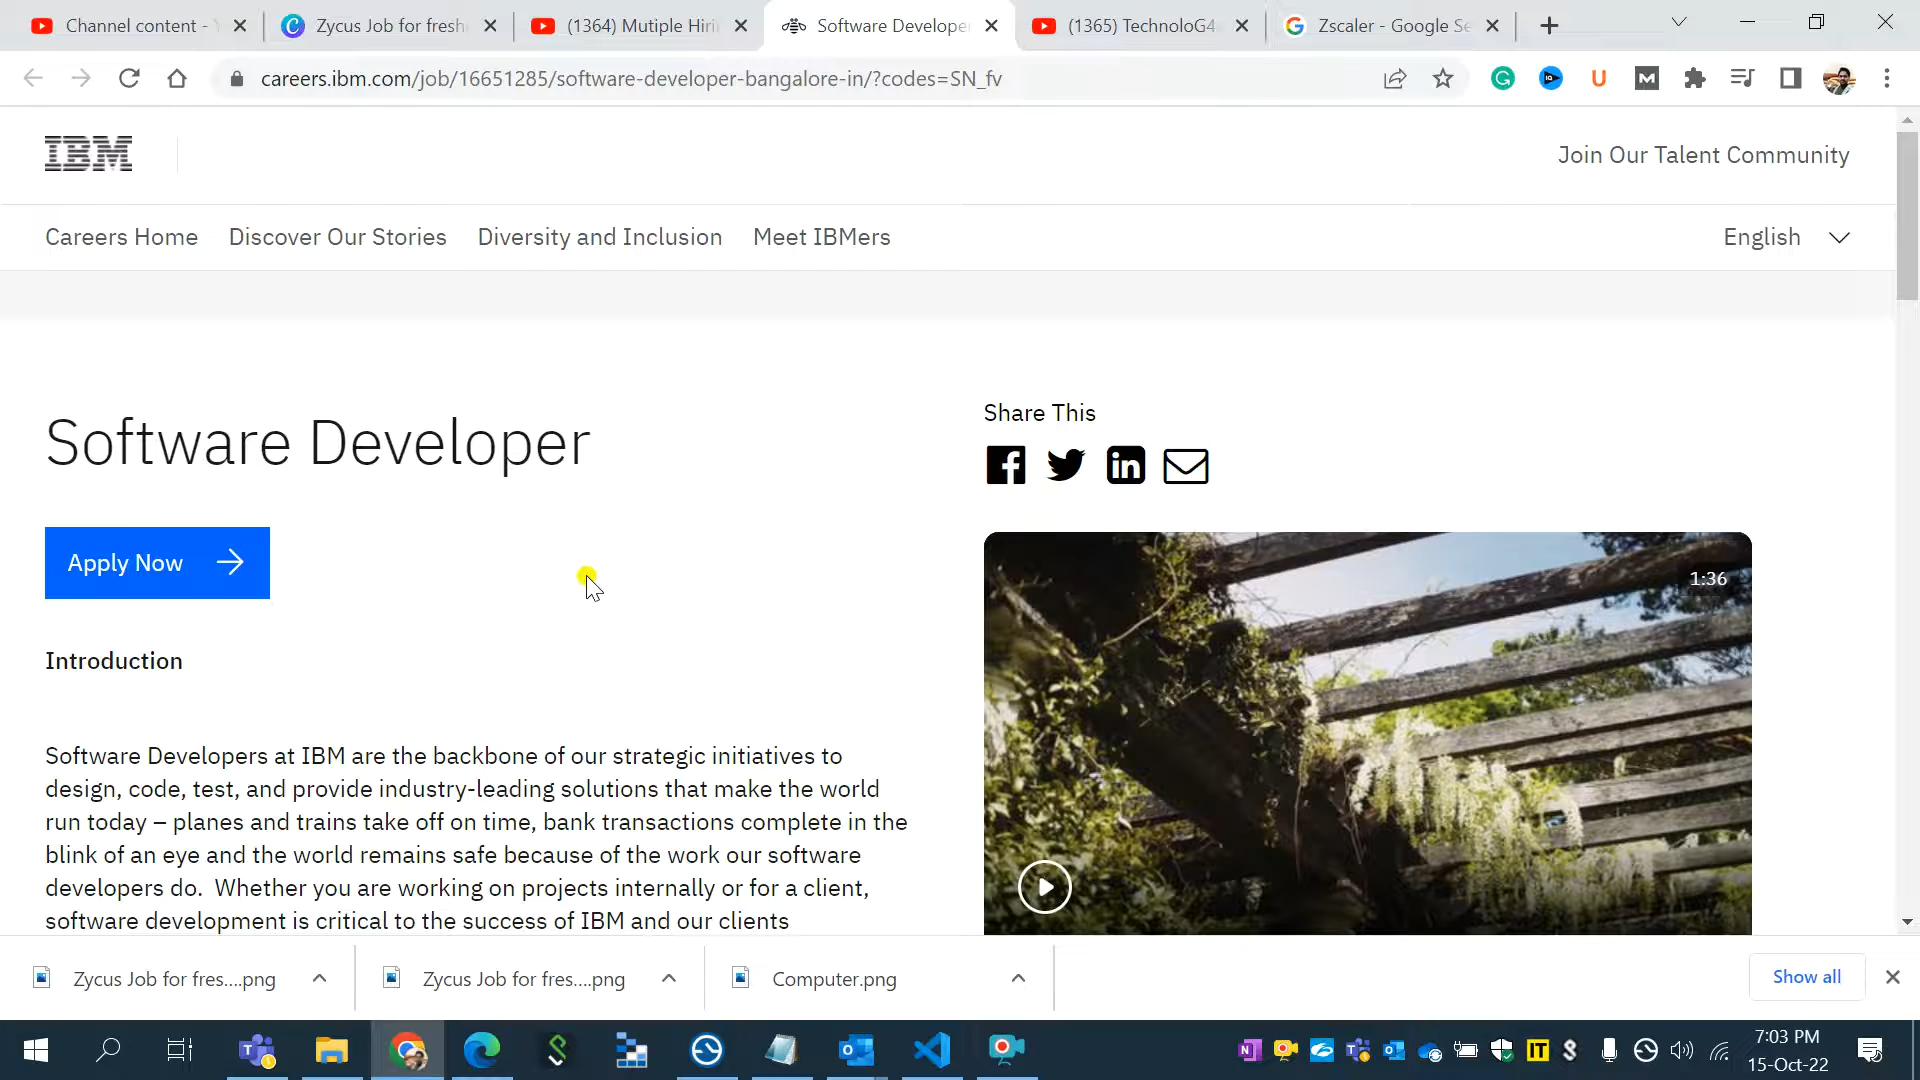 Channel content - Y
Zycus Job for fresh
(1364) Mutiple Hirin
Software Developer
(1365) TechnoloG4
Zscaler - Google Se
careers.ibm.com/job/16651285/software-developer-bangalore-in/?codes=SN_fv
IBM
Join Our Talent Community
Careers Home
Discover Our Stories
Diversity and Inclusion
Meet IBMers
English
Software Developer
Share This
Apply Now
1:36
Introduction
Software Developers at IBM are the backbone of our strategic initiatives to
design, code, test, and provide industry-leading solutions that make the world
run today – planes and trains take off on time, bank transactions complete in the
blink of an eye and the world remains safe because of the work our software
developers do.  Whether you are working on projects internally or for a client,
software development is critical to the success of IBM and our clients
Zycus Job for fres....png
Zycus Job for fres....png
Computer.png
Show all
7:03 PM
15-Oct-22